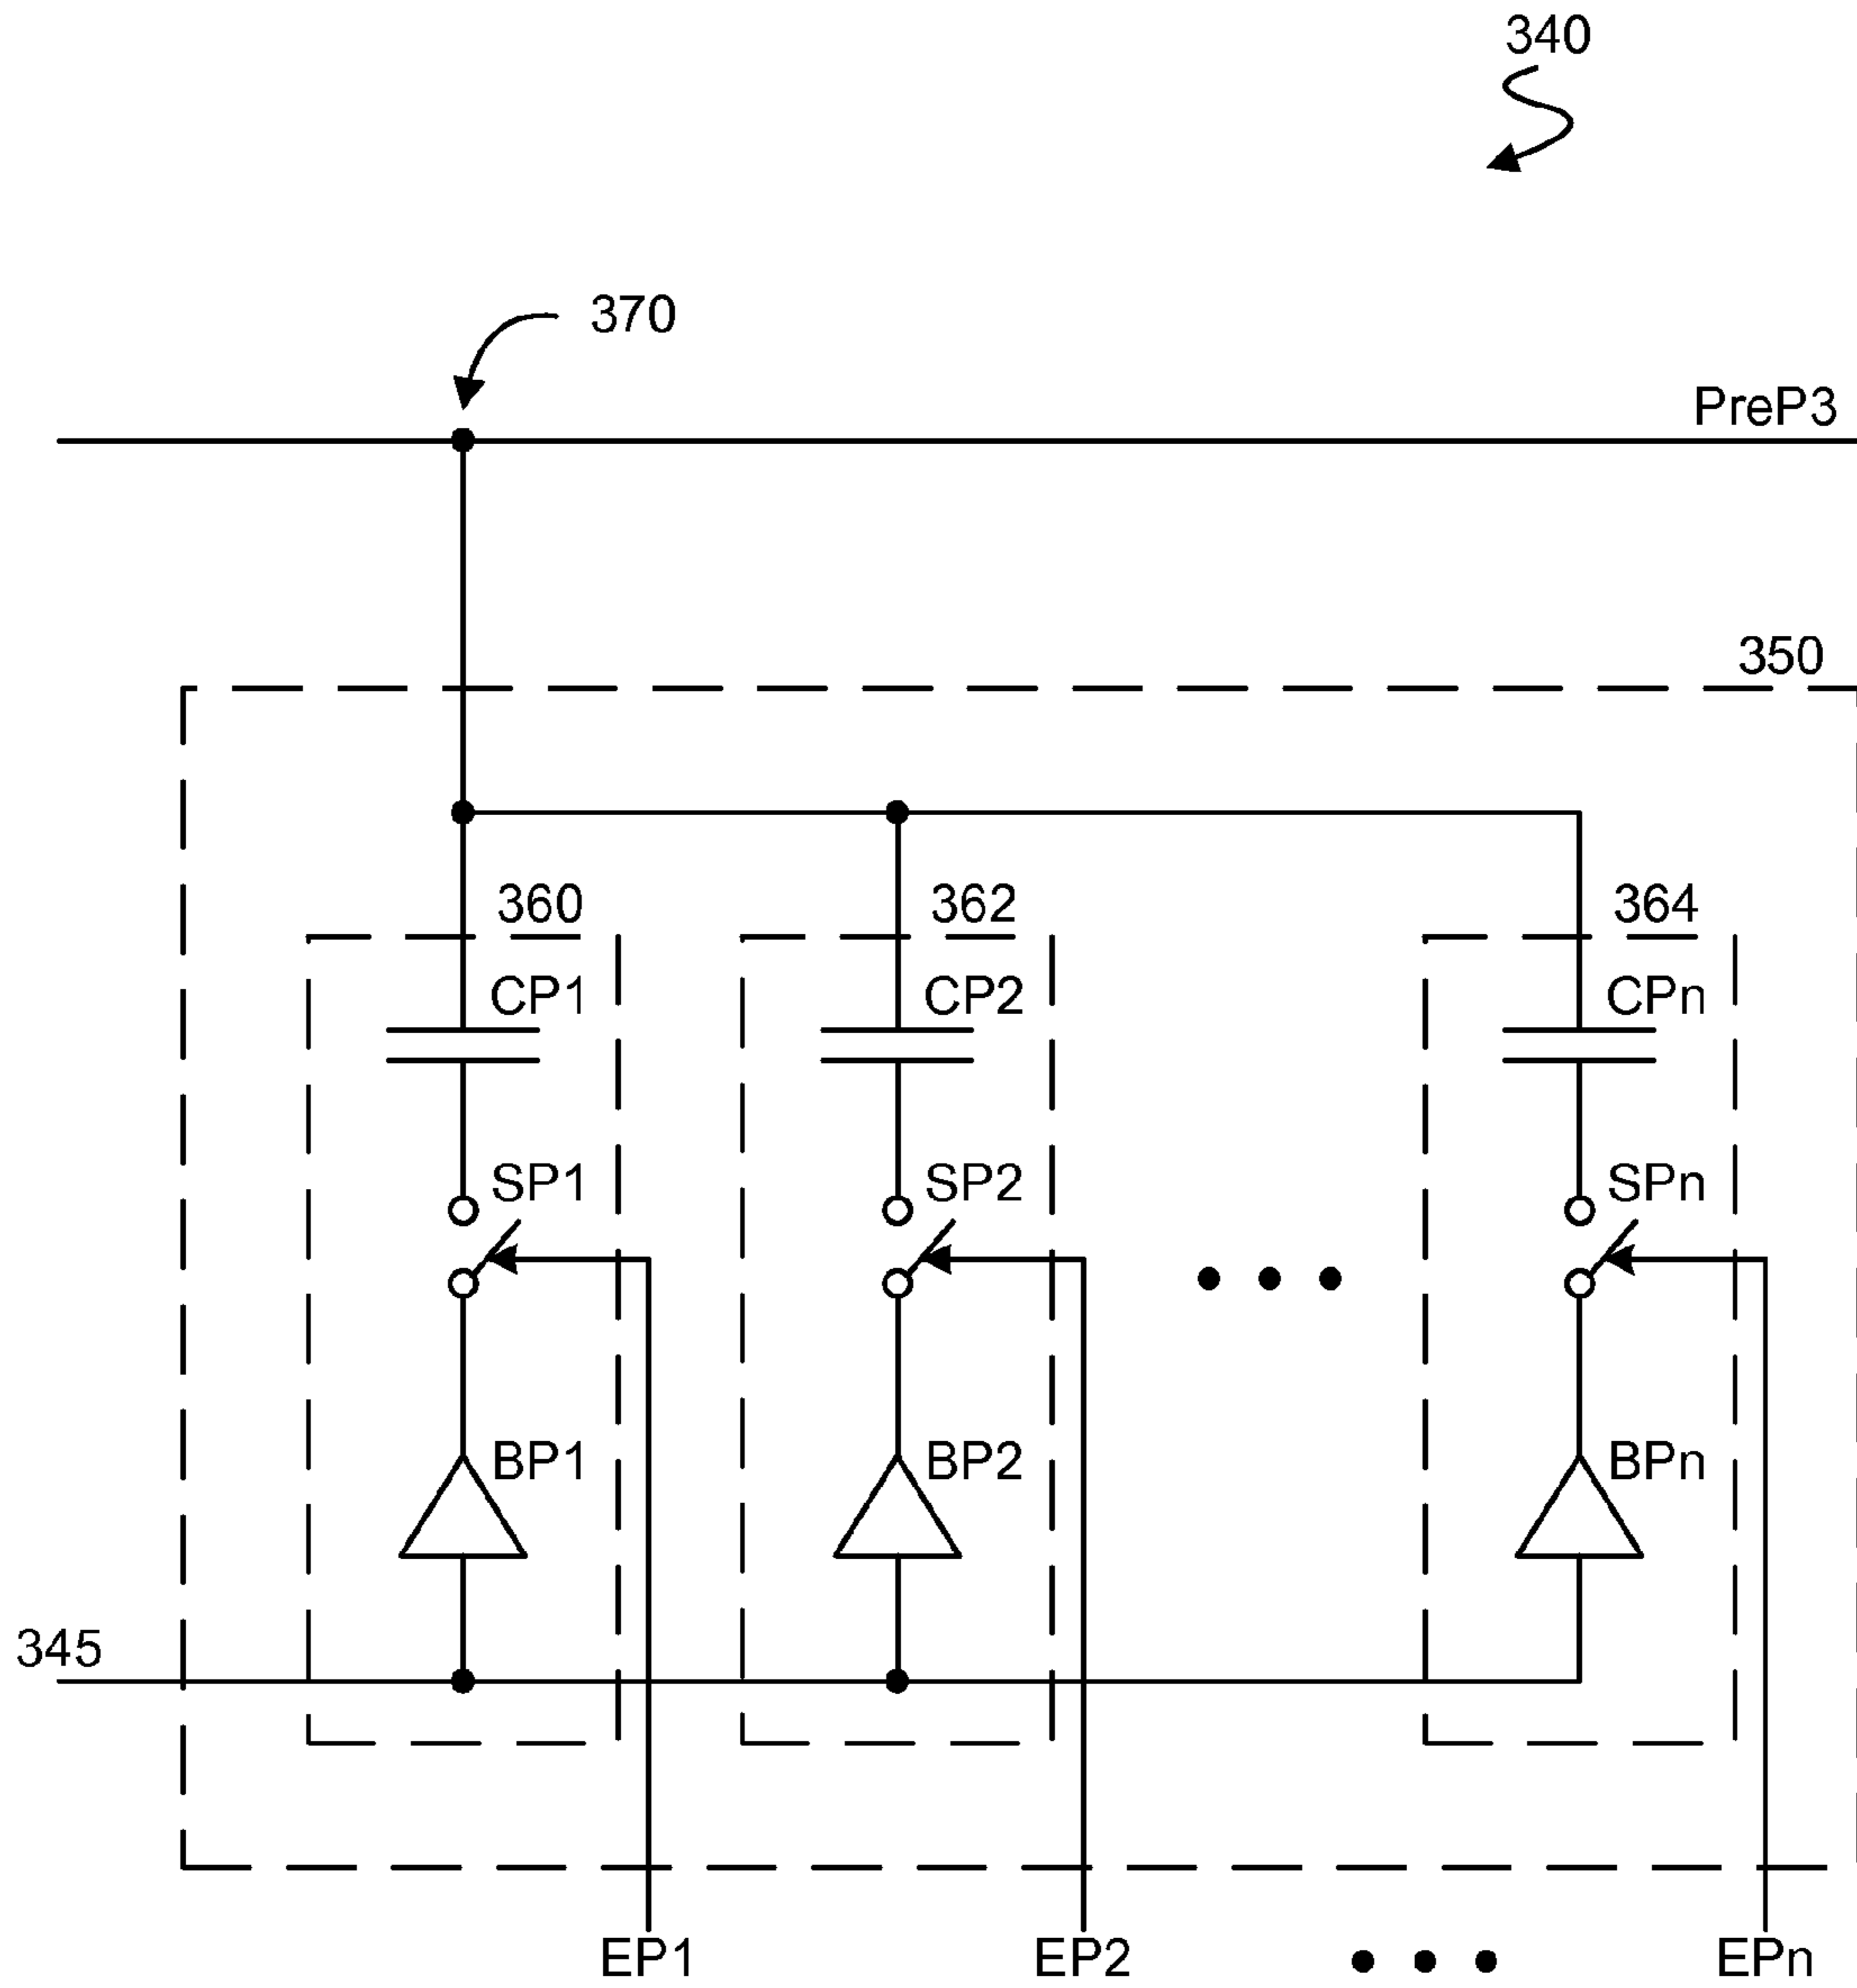 340
370
PreP3
350
360 362 364
CP1 CP2 CPn
SP1 SP2 SPn
BP1 BP2 BPn
345
EP1 EP2 EPn